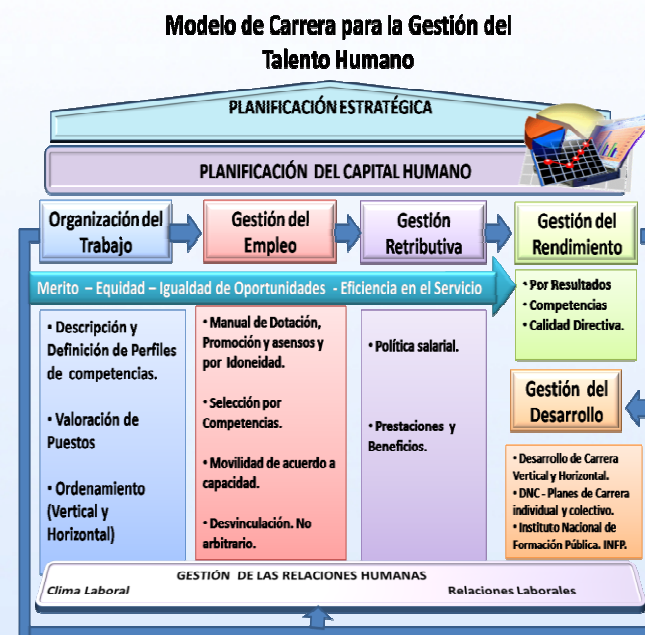 Modelo de Carrera para la Gestión del
Talento Humano
PLANIFICACIÓN ESTRATÉGICA
PLANIFICACIÓN DEL CAPITAL HUMANO
Organización del
Trabajo
Gestión del
Empleo
Gestión
Retributiva
Gestión del
Rendimiento
Merito – Equidad – Igualdad de Oportunidades - Eficiencia en el Servicio
• Por Resultados
• Competencias
• Calidad Directiva.
• Descripción y
Definición de Perfiles
de competencias.
• Valoración de
Puestos
• Ordenamiento
(Vertical y
Horizontal)
• Manual de Dotación,
Promoción y asensos y
por Idoneidad.
• Selección por
Competencias.
• Movilidad de acuerdo a
capacidad.
• Desvinculación. No
arbitrario.
• Política salarial.
• Prestaciones y
Beneficios.
Gestión del
Desarrollo
• Desarrollo de Carrera
Vertical y Horizontal.
• DNC - Planes de Carrera
individual y colectivo.
• Instituto Nacional de
Formación Pública. INFP.
GESTIÓN DE LAS RELACIONES HUMANAS
Clima Laboral
Relaciones Laborales